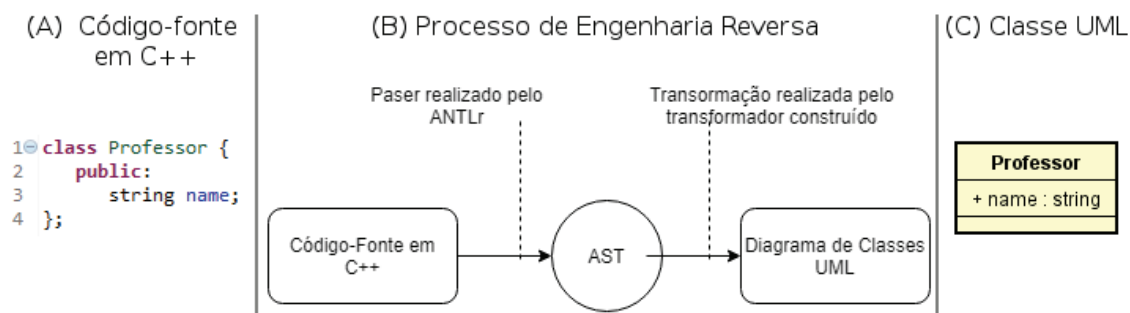 (A) Código-fonte
em C++
1 class Professor {
2 public:
3 string name;
4 };
(B) Processo de Engenharia Reversa
Paser realizado pelo
ANTLr
Transormação realizada pelo
transformador construído
Código-Fonte em
C++
AST
Diagrama de Classes
UML
(C) Classe UML
Professor
+ name : string